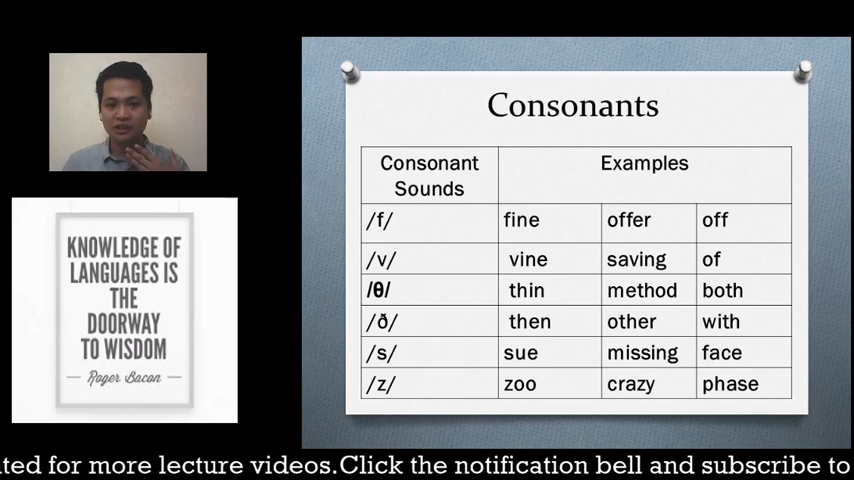 KNOWLEDGE OF
LANGUAGES IS
THE
DOORWAY
TO WISDOM
— Roger Bacon —
Consonants
Consonant Sounds Examples
/f/ fine offer off
/v/ vine saving of
/θ/ thin method both
/ð/ then other with
/s/ sue missing face
/z/ zoo crazy phase
for more lecture videos.Click the notification bell and subscribe to